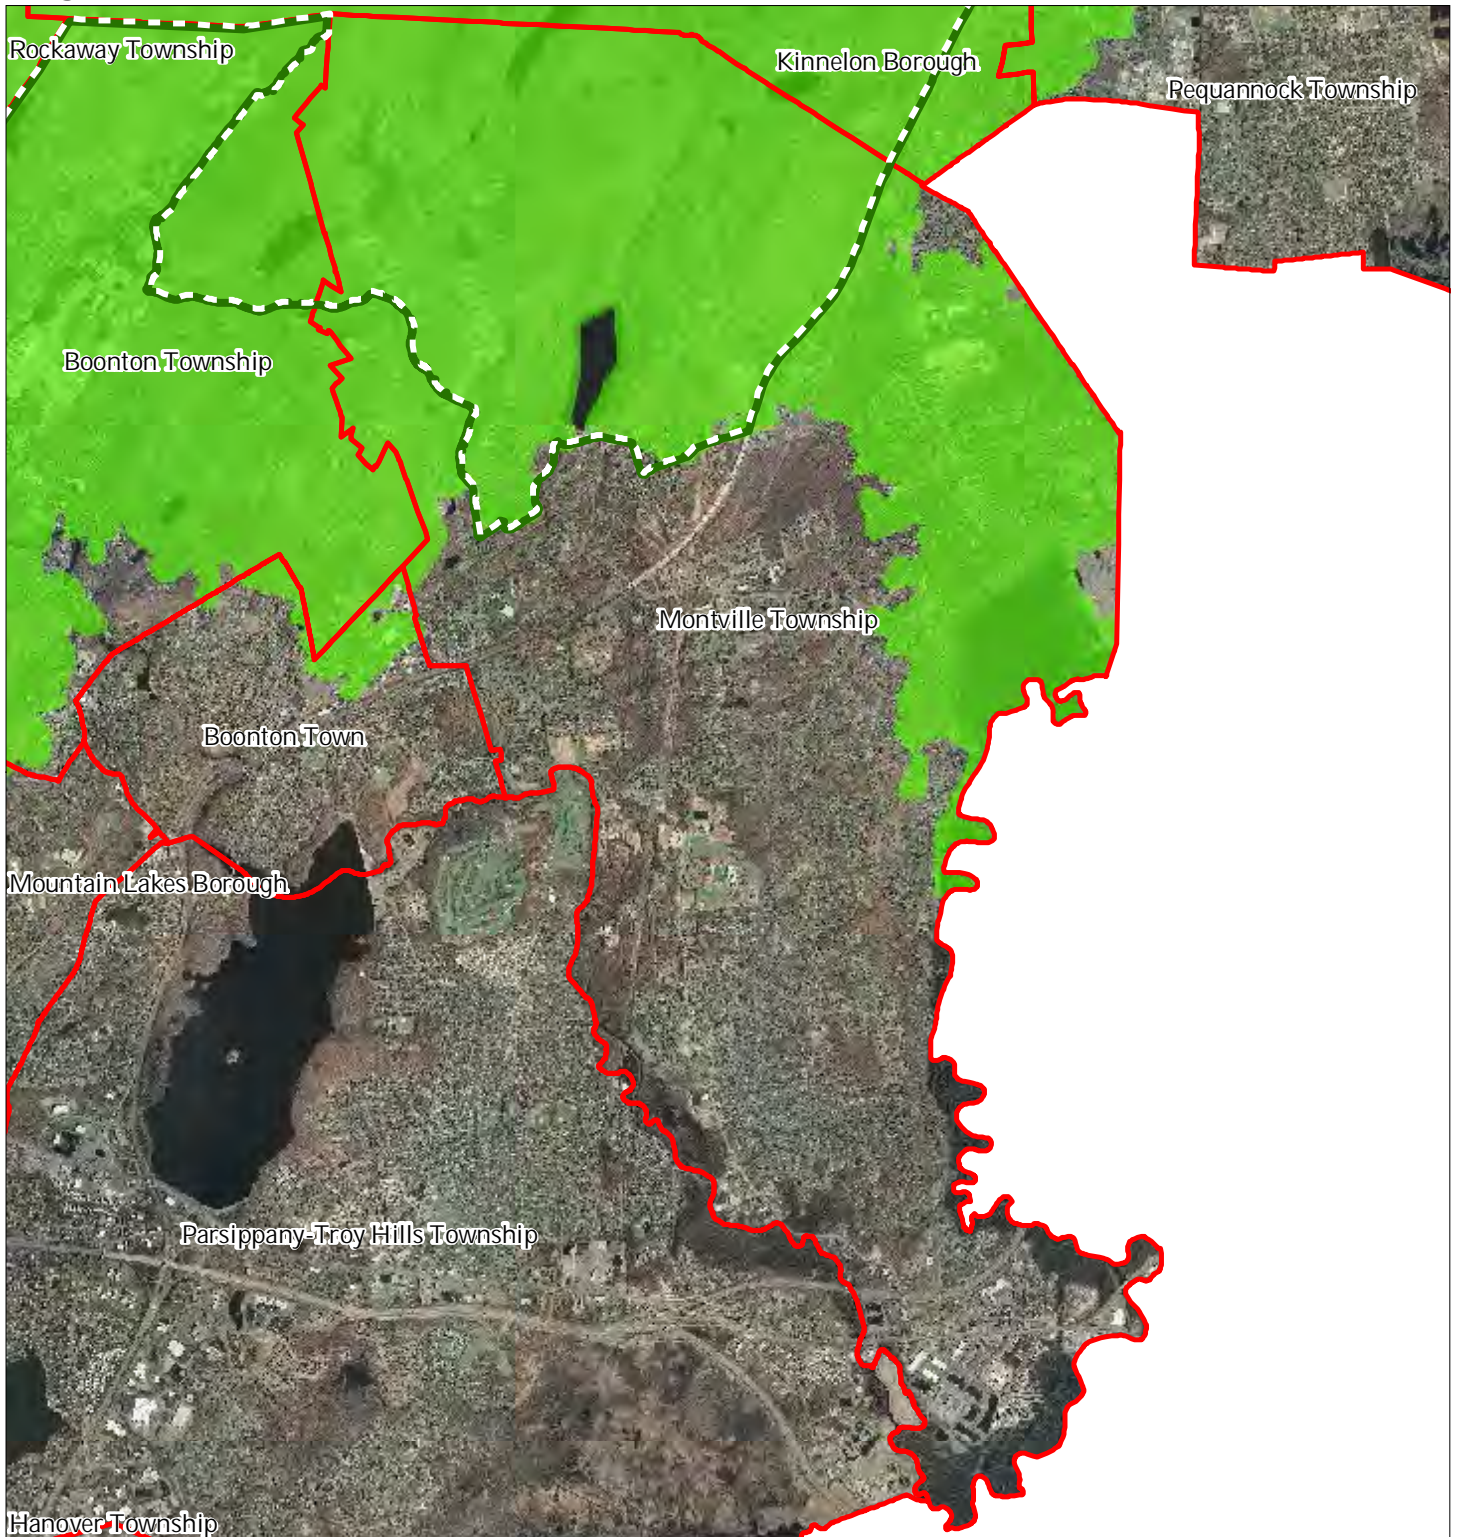 Rockaway Township
Kinnelon Borough
Pequannock Township
Boonton Township
Montville Township
Boonton Town
Mountain Lakes Borough
Parsippany-Troy Hills Township
Hanover Township